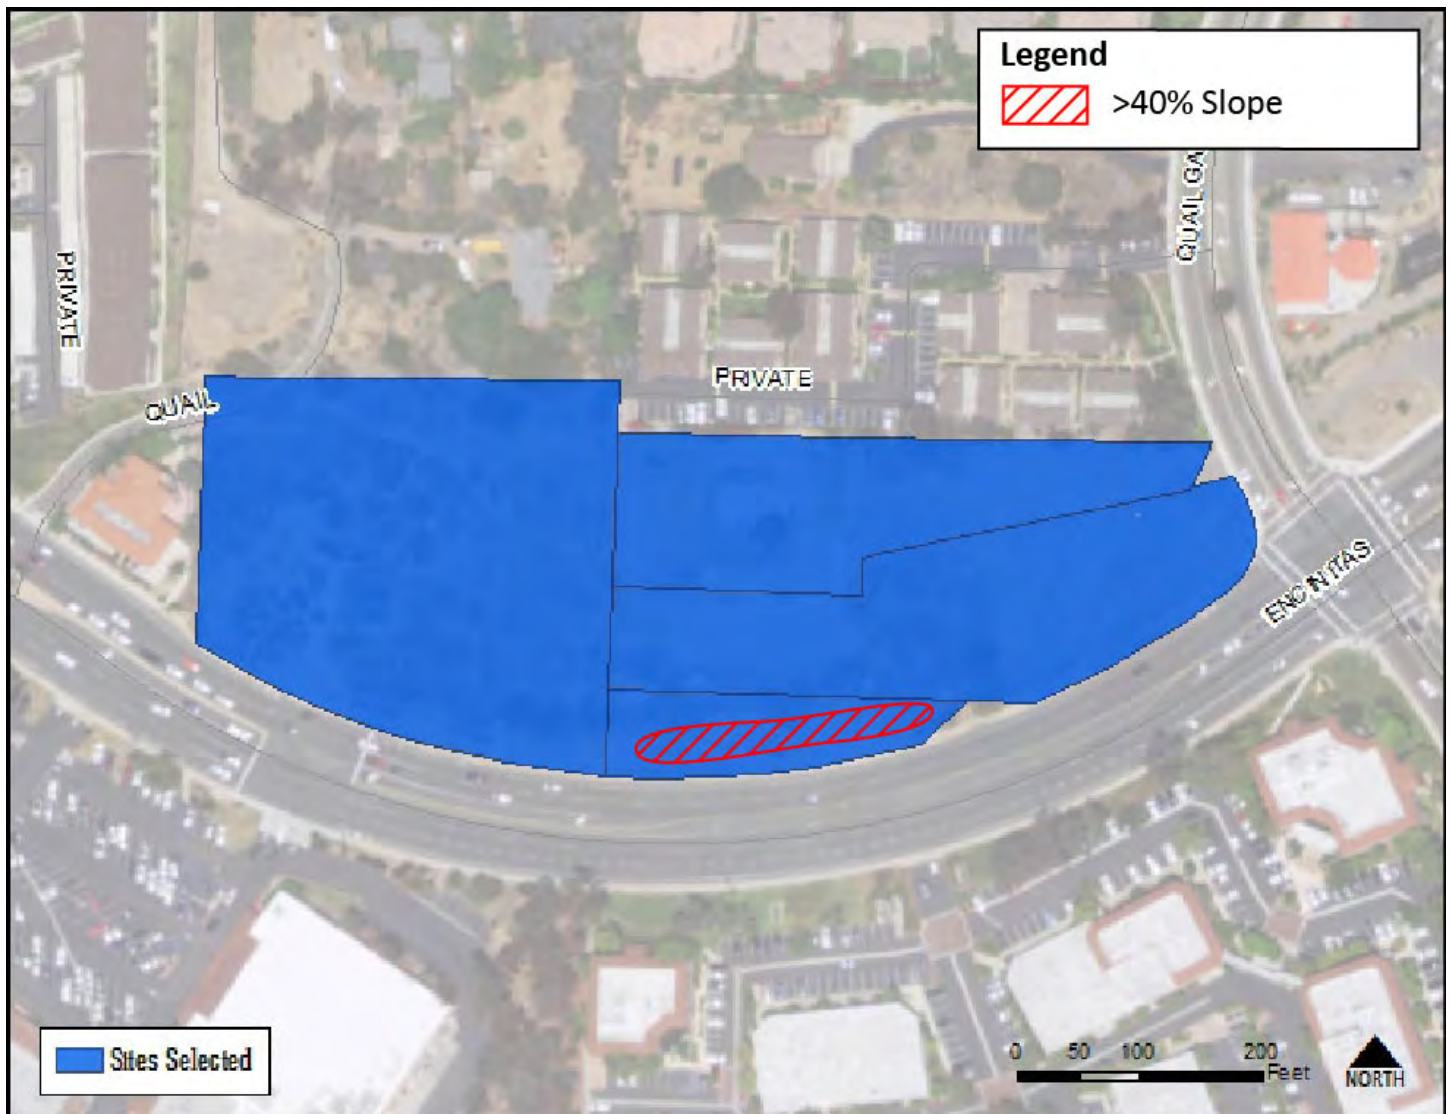 Legend
>40% Slope
QUAIL GA
PRIVATE
PRIVATE
QUAIL
ENCINITAS
Sites Selected
0 50 100 200
Feet
NORTH